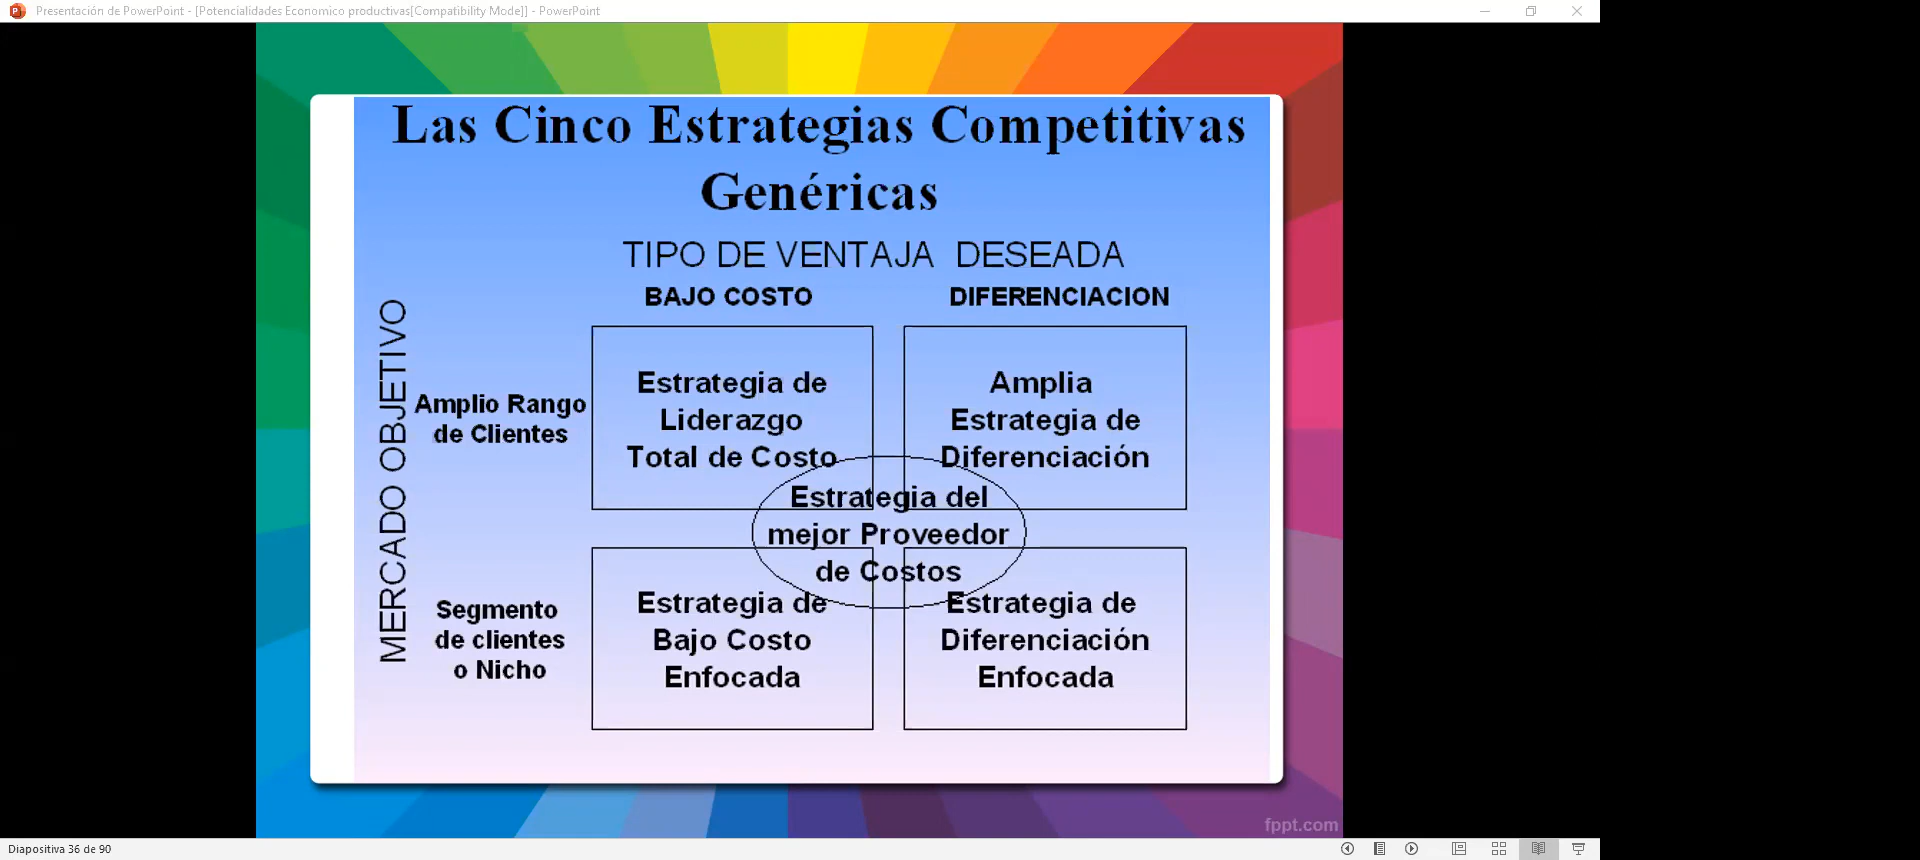 Presentación de PowerPoint - [Potencialidades Economico productivas[Compatibility Mode]] - PowerPoint
Las Cinco Estrategias Competitivas
Genéricas
TIPO DE VENTAJA DESEADA
BAJO COSTO
DIFERENCIACION
MERCADO OBJETIVO
Amplio Rango
de Clientes
Estrategia de
Liderazgo
Total de Costo
Amplia
Estrategia de
Diferenciación
Estrategia del
mejor Proveedor
de Costos
Segmento
de clientes
o Nicho
Estrategia de
Bajo Costo
Enfocada
Estrategia de
Diferenciación
Enfocada
fppt.com
Diapositiva 36 de 90